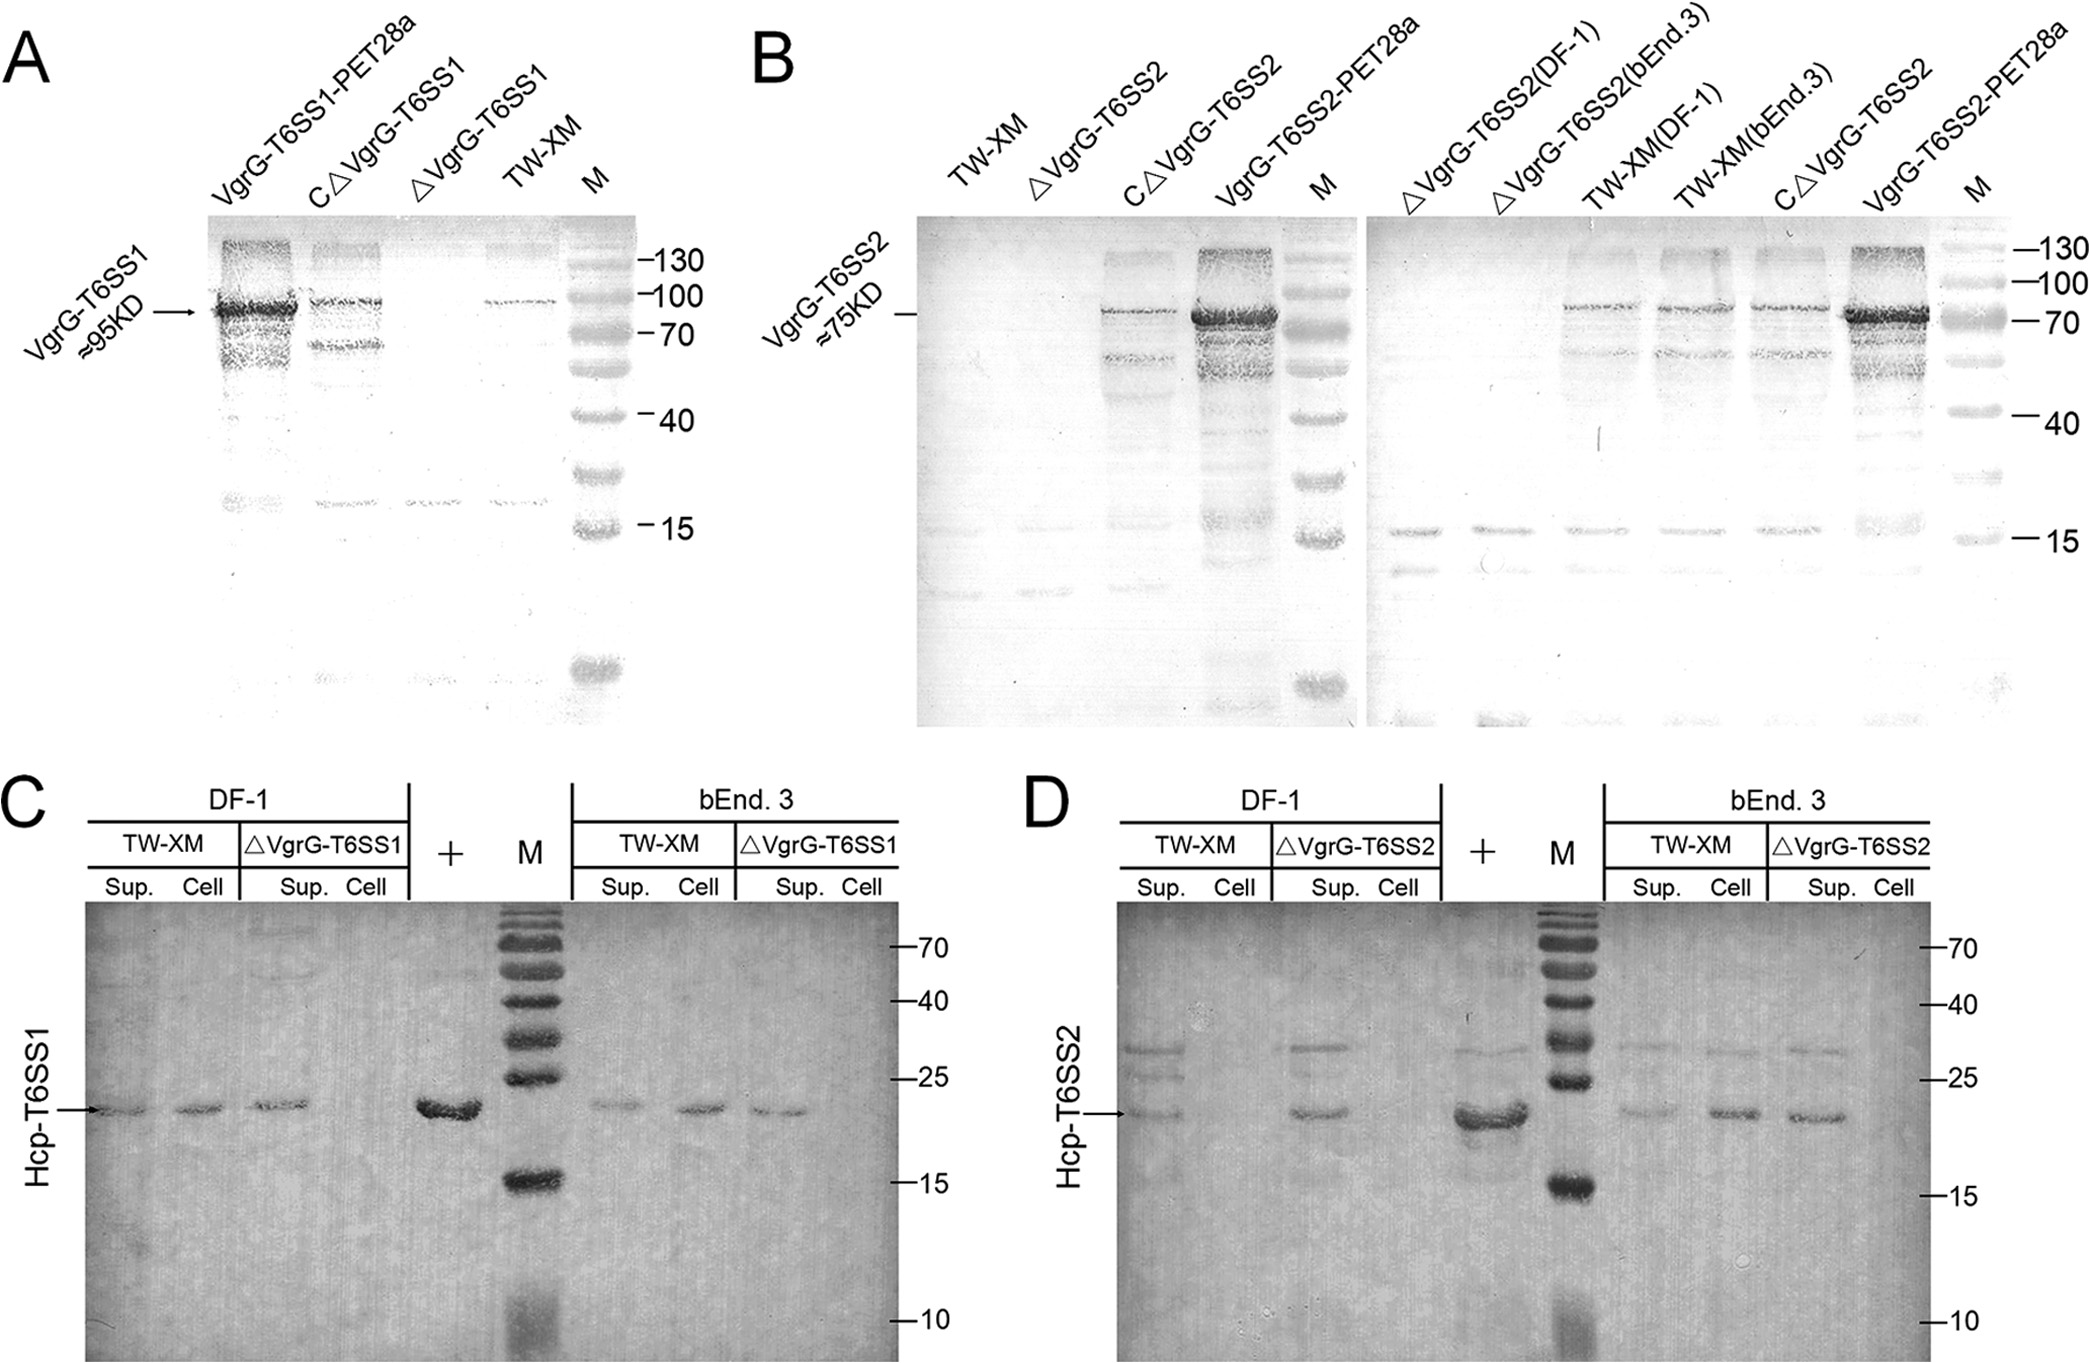 A
VgrG-T6SS1-PET28a
C△VgrG-T6SS1
△VgrG-T6SS1
TW-XM
M
VgrG-T6SS1
≈95KD
130
100
70
40
15
B
TW-XM
△VgrG-T6SS2
C△VgrG-T6SS2
VgrG-T6SS2-PET28a
M
△VgrG-T6SS2(DF-1)
△VgrG-T6SS2(bEnd.3)
TW-XM(DF-1)
TW-XM(bEnd.3)
C△VgrG-T6SS2
VgrG-T6SS2-PET28a
M
VgrG-T6SS2
≈75KD
130
100
70
40
15
C
DF-1
bEnd. 3
TW-XM △VgrG-T6SS1 + M TW-XM △VgrG-T6SS1
Sup. Cell Sup. Cell Sup. Cell Sup. Cell
Hcp-T6SS1
70
40
25
15
10
D
DF-1
bEnd. 3
TW-XM △VgrG-T6SS2 + M TW-XM △VgrG-T6SS2
Sup. Cell Sup. Cell Sup. Cell Sup. Cell
Hcp-T6SS2
70
40
25
15
10